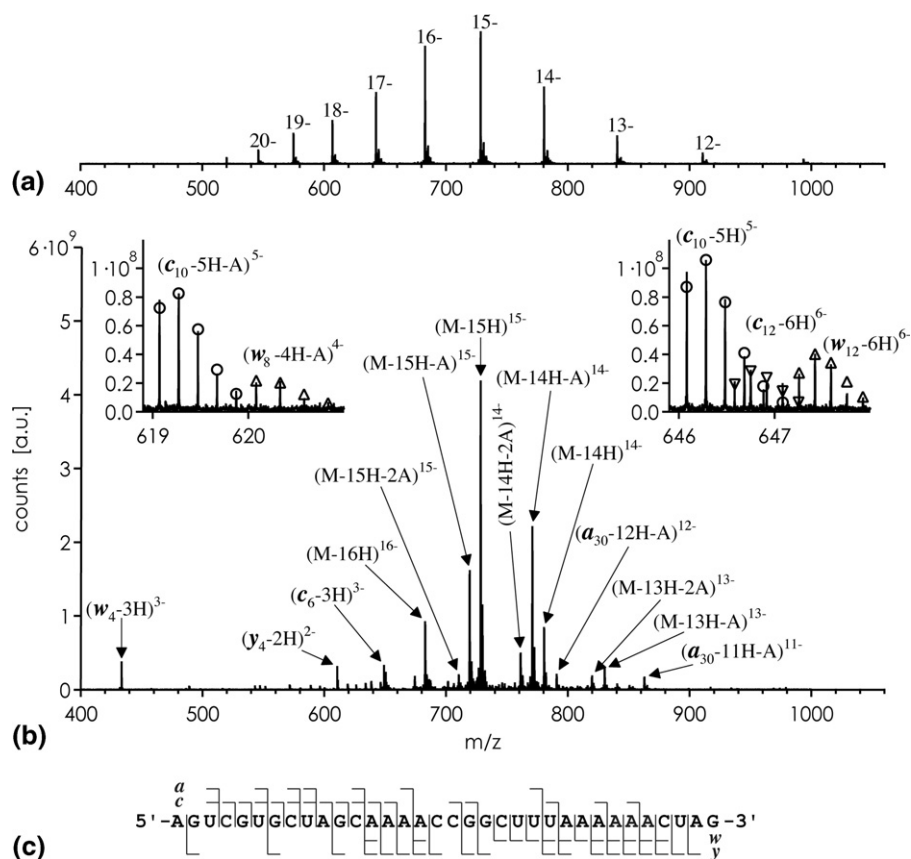 15-
16-
17-
14-
18-
19-
13-
20-
12-
(a)
400 500 600 700 800 900 1000
6·10⁹
(c₁₀-5H-A)⁵⁻
1·10⁸
0.8
0.6
0.4
0.2
0.0
(w₈-4H-A)⁴⁻
619 620
(c₁₀-5H)⁵⁻
1·10⁸
0.8
0.6
0.4
0.2
0.0
(c₁₂-6H)⁶⁻
(w₁₂-6H)⁶⁻
646 647
(M-15H)¹⁵⁻
(M-15H-A)¹⁵⁻
(M-14H-A)¹⁴⁻
(M-14H)¹⁴⁻
(M-14H-2A)¹⁴⁻
(M-15H-2A)¹⁵⁻
(a₃₀-12H-A)¹²⁻
(M-16H)¹⁶⁻
(M-13H-2A)¹³⁻
(c₆-3H)³⁻
(w₄-3H)³⁻
(M-13H-A)¹³⁻
(y₄-2H)²⁻
(a₃₀-11H-A)¹¹⁻
5
4
3
2
1
0
counts [a.u.]
400 500 600 700 800 900 1000
(b)
m/z
a
c
5'-AGUCGUGCUAGCAAAACCGGCUUUAAAAAACUAG-3'
w
y
(c)